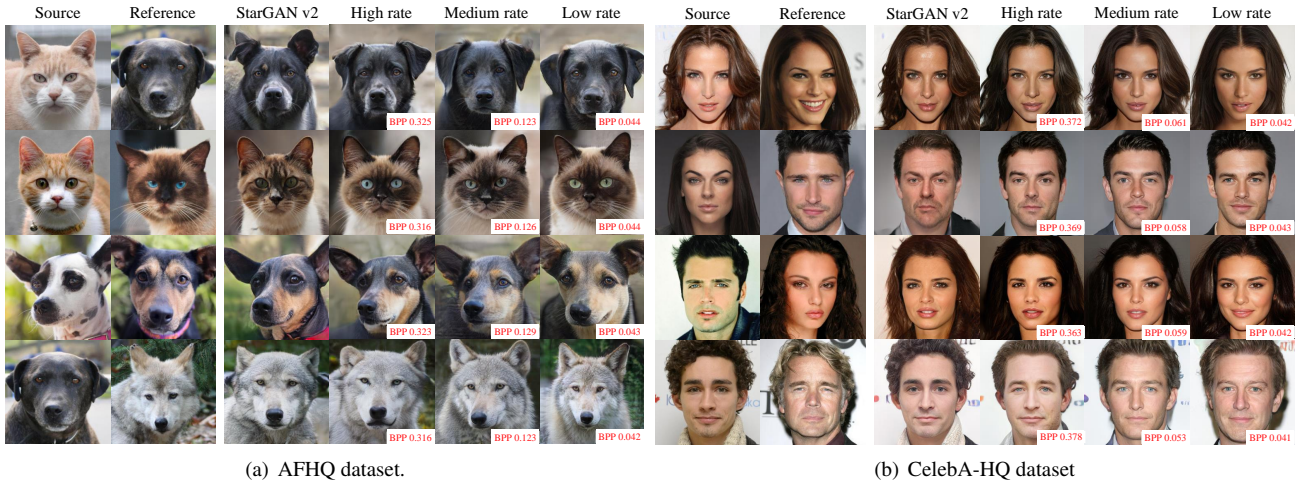 Source Reference StarGAN v2 High rate Medium rate Low rate
BPP 0.325 BPP 0.123 BPP 0.044
BPP 0.316 BPP 0.126 BPP 0.044
BPP 0.323 BPP 0.129 BPP 0.043
BPP 0.316 BPP 0.123 BPP 0.042
(a) AFHQ dataset.
Source Reference StarGAN v2 High rate Medium rate Low rate
BPP 0.372 BPP 0.061 BPP 0.042
BPP 0.369 BPP 0.058 BPP 0.043
BPP 0.363 BPP 0.059 BPP 0.042
BPP 0.378 BPP 0.053 BPP 0.041
(b) CelebA-HQ dataset